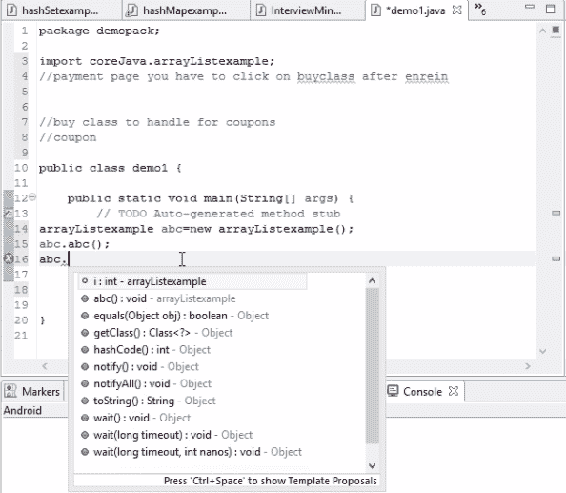 hashSetexamp...
hashMapexamp...
InterviewMin...
*demo1.java
»6
1 package demopack;
2
3 import coreJava.arrayListexample;
4 //payment page you have to click on buyclass after enrein
5
6
7 //buy class to handle for coupons
8 //coupon
9
10 public class demo1 {
11
12 public static void main(String[] args) {
13 // TODO Auto-generated method stub
14 arrayListexample abc=new arrayListexample();
15 abc.abc();
16 abc.
17
18
19
20 }
21
i : int - arrayListexample
abc() : void - arrayListexample
equals(Object obj) : boolean - Object
getClass() : Class<?> - Object
hashCode() : int - Object
notify() : void - Object
notifyAll() : void - Object
toString() : String - Object
wait() : void - Object
wait(long timeout) : void - Object
wait(long timeout, int nanos) : void - Object
Press 'Ctrl+Space' to show Template Proposals
Markers
Console
Android